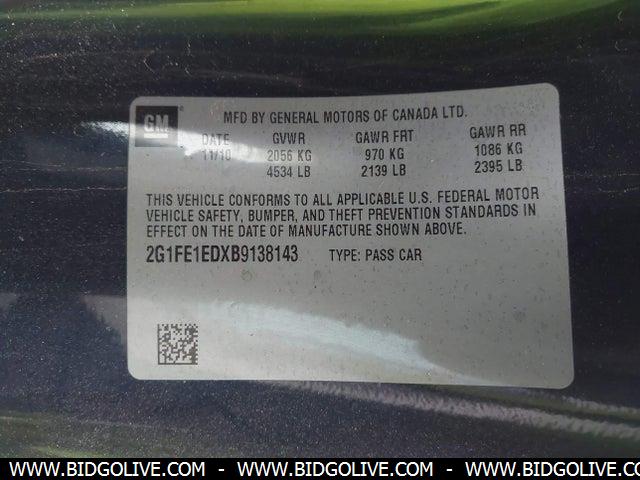 GM
MFD BY GENERAL MOTORS OF CANADA LTD.
DATE GVWR GAWR FRT GAWR RR
11/10 2056 KG 970 KG 1086 KG
4534 LB 2139 LB 2395 LB
THIS VEHICLE CONFORMS TO ALL APPLICABLE U.S. FEDERAL MOTOR
VEHICLE SAFETY, BUMPER, AND THEFT PREVENTION STANDARDS IN
EFFECT ON THE DATE OF MANUFACTURE SHOWN ABOVE.
2G1FE1EDXB9138143 TYPE: PASS CAR
WWW.BIDGOLIVE.COM - WWW.BIDGOLIVE.COM - WWW.BIDGOLIVE.COM - WWW.BIDGOLIVE.COM